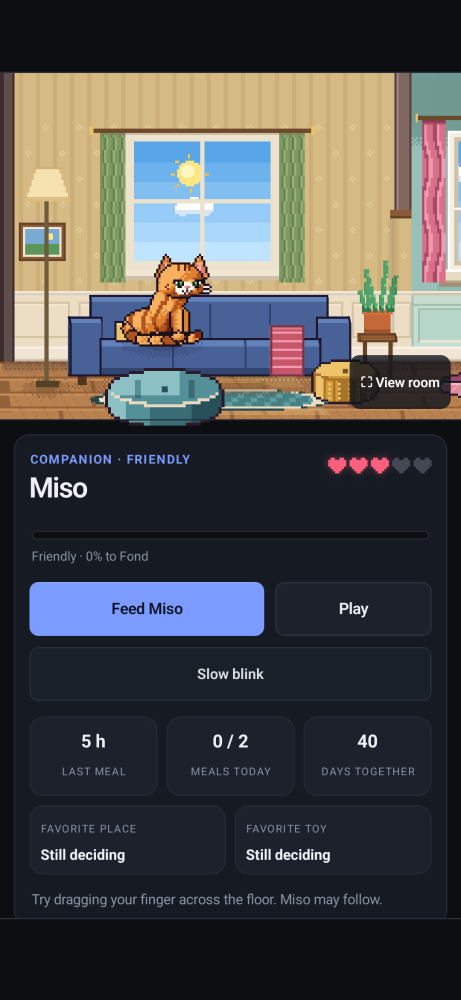 View room
COMPANION · FRIENDLY
Miso
Friendly · 0% to Fond
Feed Miso
Play
Slow blink
5 h
LAST MEAL
0 / 2
MEALS TODAY
40
DAYS TOGETHER
FAVORITE PLACE
Still deciding
FAVORITE TOY
Still deciding
Try dragging your finger across the floor. Miso may follow.